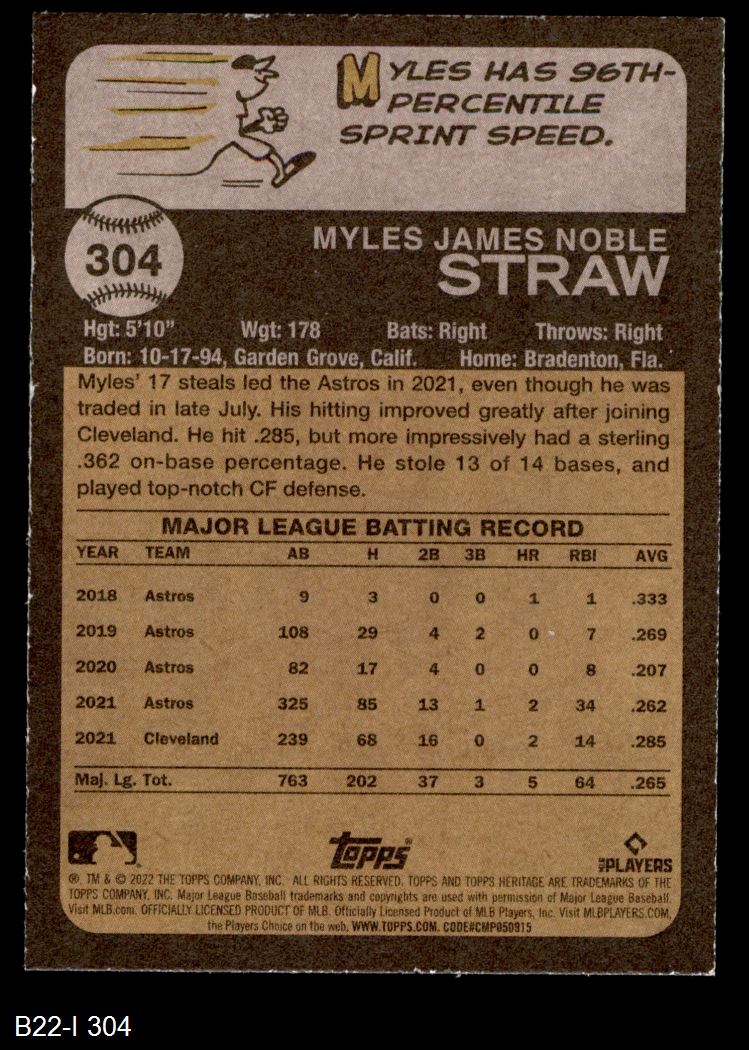 MYLES HAS 96TH-
PERCENTILE
SPRINT SPEED.
304
MYLES JAMES NOBLE
STRAW
Hgt: 5'10" Wgt: 178 Bats: Right Throws: Right
Born: 10-17-94, Garden Grove, Calif. Home: Bradenton, Fla.
Myles' 17 steals led the Astros in 2021, even though he was
traded in late July. His hitting improved greatly after joining
Cleveland. He hit .285, but more impressively had a sterling
.362 on-base percentage. He stole 13 of 14 bases, and
played top-notch CF defense.
MAJOR LEAGUE BATTING RECORD
YEAR TEAM AB H 2B 3B HR RBI AVG
2018 Astros 9 3 0 0 1 1 .333
2019 Astros 108 29 4 2 0 7 .269
2020 Astros 82 17 4 0 0 8 .207
2021 Astros 325 85 13 1 2 34 .262
2021 Cleveland 239 68 16 0 2 14 .285
Maj. Lg. Tot. 763 202 37 3 5 64 .265
topps®
MLB PLAYERS
®, TM & © 2022 THE TOPPS COMPANY, INC. ALL RIGHTS RESERVED. TOPPS AND TOPPS HERITAGE ARE TRADEMARKS OF THE
TOPPS COMPANY, INC. Major League Baseball trademarks and copyrights are used with permission of Major League Baseball.
Visit MLB.com. OFFICIALLY LICENSED PRODUCT OF MLB. Officially Licensed Product of MLB Players, Inc. Visit MLBPLAYERS.COM,
the Players Choice on the web. WWW.TOPPS.COM. CODE#CMP050915
B22-I 304